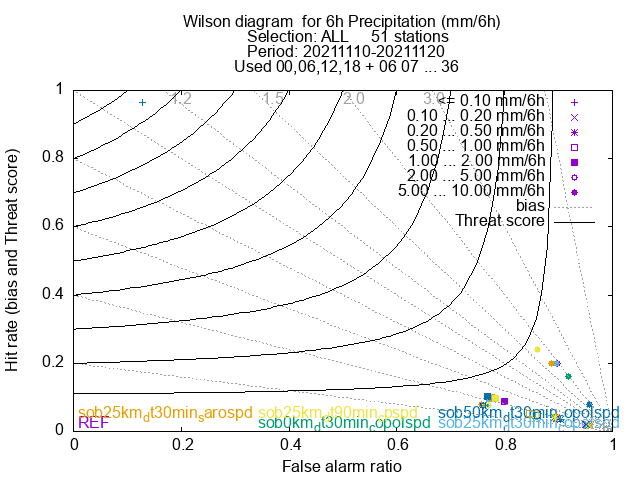 Wilson diagram  for 6h Precipitation (mm/6h)
Selection: ALL     51 stations
Period: 20211110-20211120
Used 00,06,12,18 + 06 07 ... 36
1.2 1.5 2.0 3.0
<= 0.10 mm/6h
0.10 ... 0.20 mm/6h
0.20 ... 0.50 mm/6h
0.50 ... 1.00 mm/6h
1.00 ... 2.00 mm/6h
2.00 ... 5.00 mm/6h
5.00 ... 10.00 mm/6h
bias
Threat score
Hit rate (bias and Threat score)
1
0.8
0.6
0.4
0.2
0
sob25km_dt30min_sarospd sob25km_dt90min_cpspd sob50km_dt30min_copolspd
REF sob0km_dt30min_copolspd sob25km_dt30min_copolspd
0 0.2 0.4 0.6 0.8 1
False alarm ratio